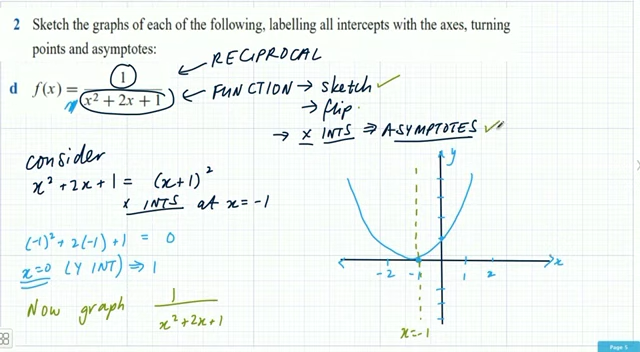 2 Sketch the graphs of each of the following, labelling all intercepts with the axes, turning
points and asymptotes:
d f(x) = 1 / (x² + 2x + 1)
← RECIPROCAL
← FUNCTION → sketch ✓
→ flip
→ X INTS ⇒ ASYMPTOTES ✓
consider
x² + 2x + 1 = (x+1)²
X INTS at x = -1
(-1)² + 2(-1) + 1 = 0
x=0 (Y INT) ⇒ 1
Now graph 1 / (x² + 2x + 1)
y
-2 -1 1 2 x
x=-1
Page 5